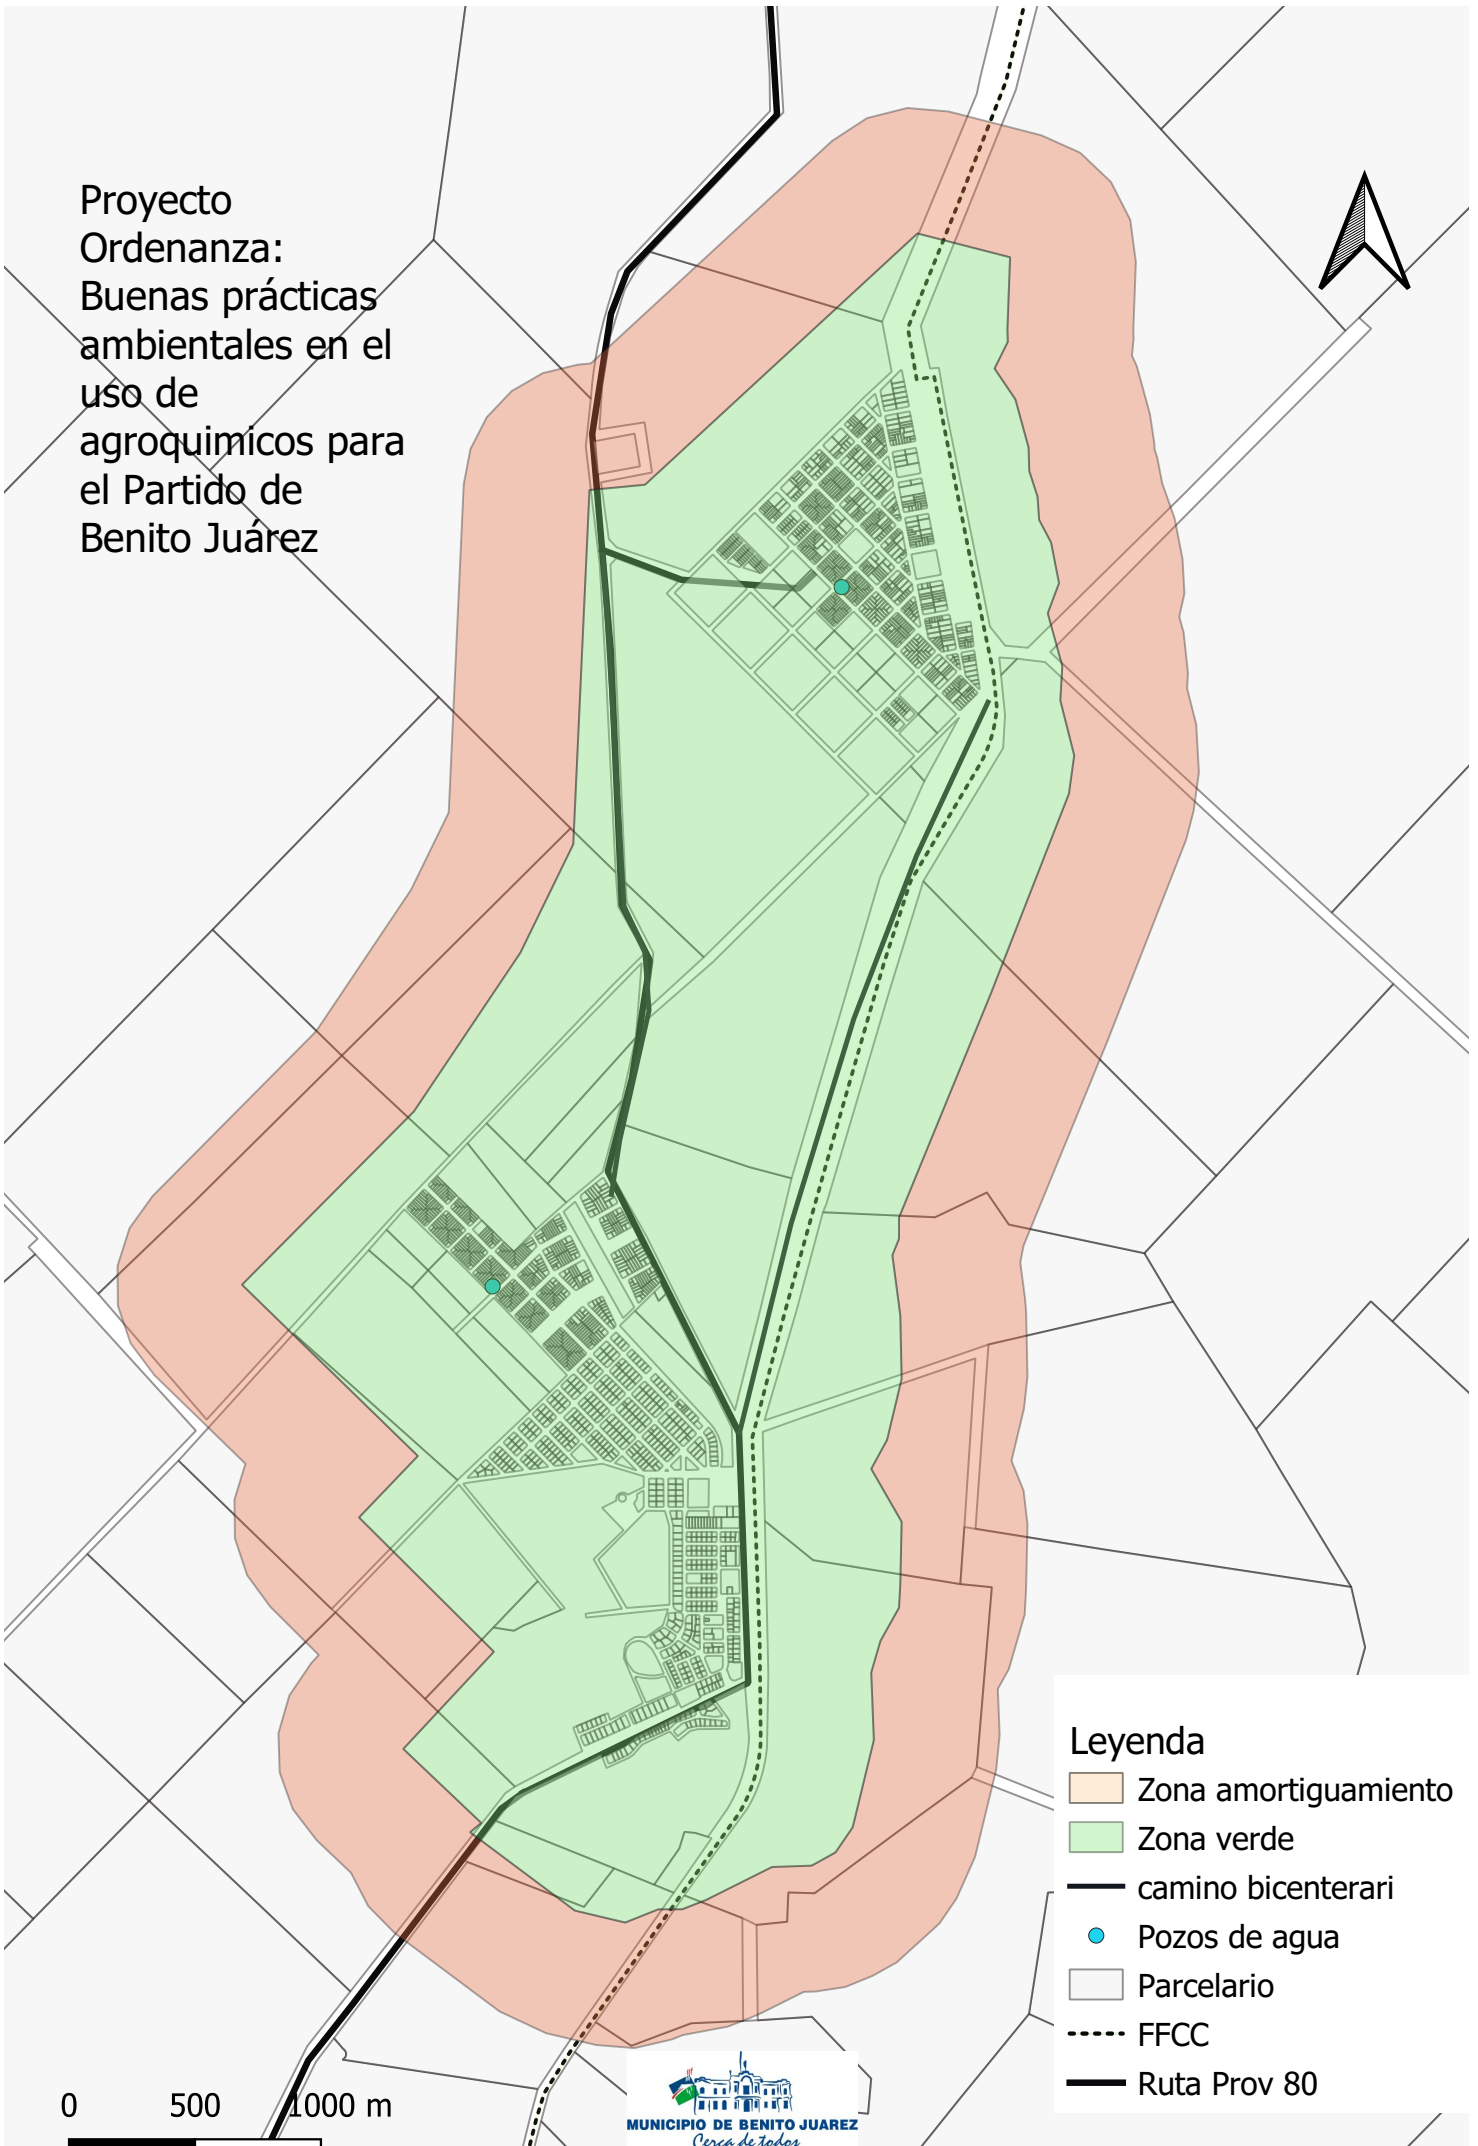 Proyecto
Ordenanza:
Buenas prácticas
ambientales en el
uso de
agroquimicos para
el Partido de
Benito Juárez
Leyenda
Zona amortiguamiento
Zona verde
camino bicenterari
Pozos de agua
Parcelario
FFCC
Ruta Prov 80
0 500 1000 m
MUNICIPIO DE BENITO JUAREZ
Cerca de todos